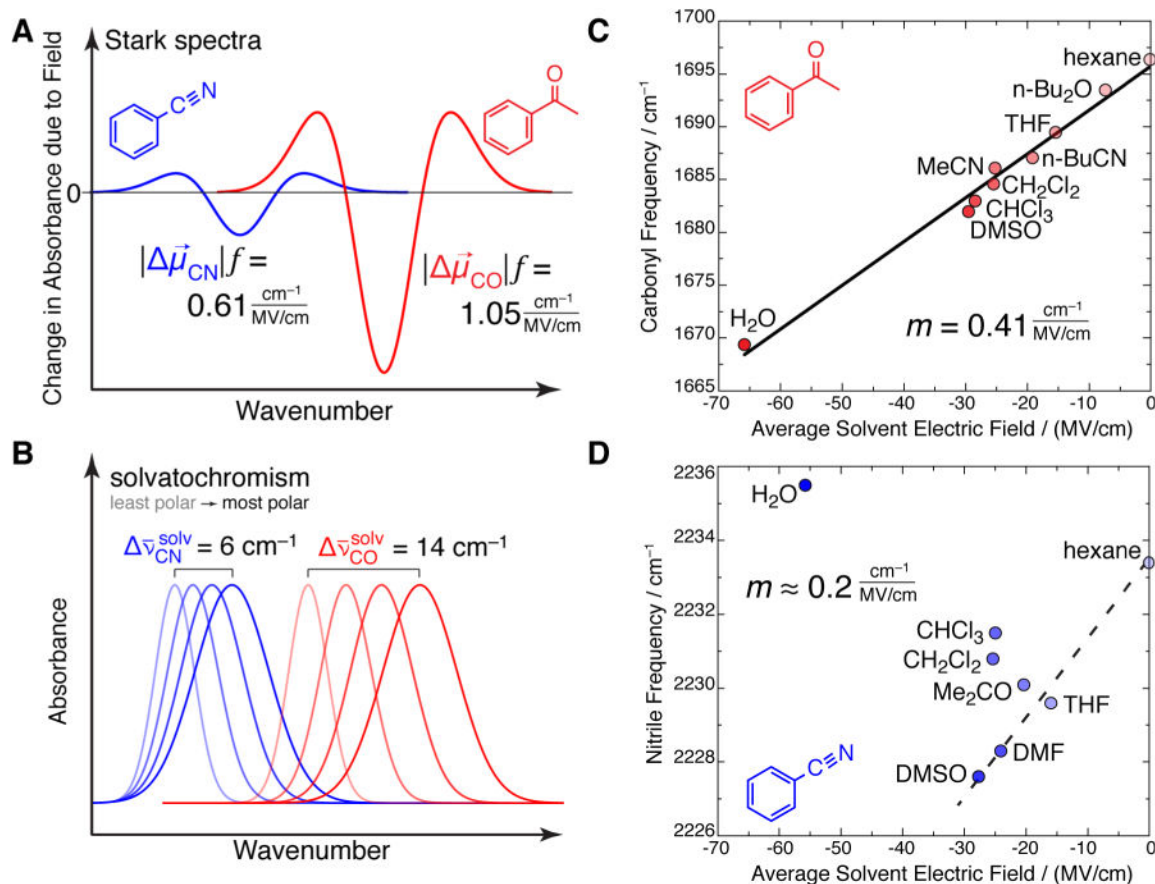 A
Stark spectra
Change in Absorbance due to Field
0
C≡N
O
|Δμ⃗CN|f =
0.61 cm⁻¹/MV/cm
|Δμ⃗CO|f =
1.05 cm⁻¹/MV/cm
Wavenumber
B
solvatochromism
least polar → most polar
Δν̄CN^solv = 6 cm⁻¹
Δν̄CO^solv = 14 cm⁻¹
Absorbance
Wavenumber
C
Carbonyl Frequency / cm⁻¹
1700
1695
1690
1685
1680
1675
1670
1665
O
hexane
n-Bu₂O
THF
n-BuCN
MeCN
CH₂Cl₂
CHCl₃
DMSO
H₂O
m = 0.41 cm⁻¹/MV/cm
-70 -60 -50 -40 -30 -20 -10 0
Average Solvent Electric Field / (MV/cm)
D
Nitrile Frequency / cm⁻¹
2236
2234
2232
2230
2228
2226
H₂O
hexane
m ≈ 0.2 cm⁻¹/MV/cm
CHCl₃
CH₂Cl₂
Me₂CO
THF
DMF
DMSO
C≡N
-70 -60 -50 -40 -30 -20 -10 0
Average Solvent Electric Field / (MV/cm)